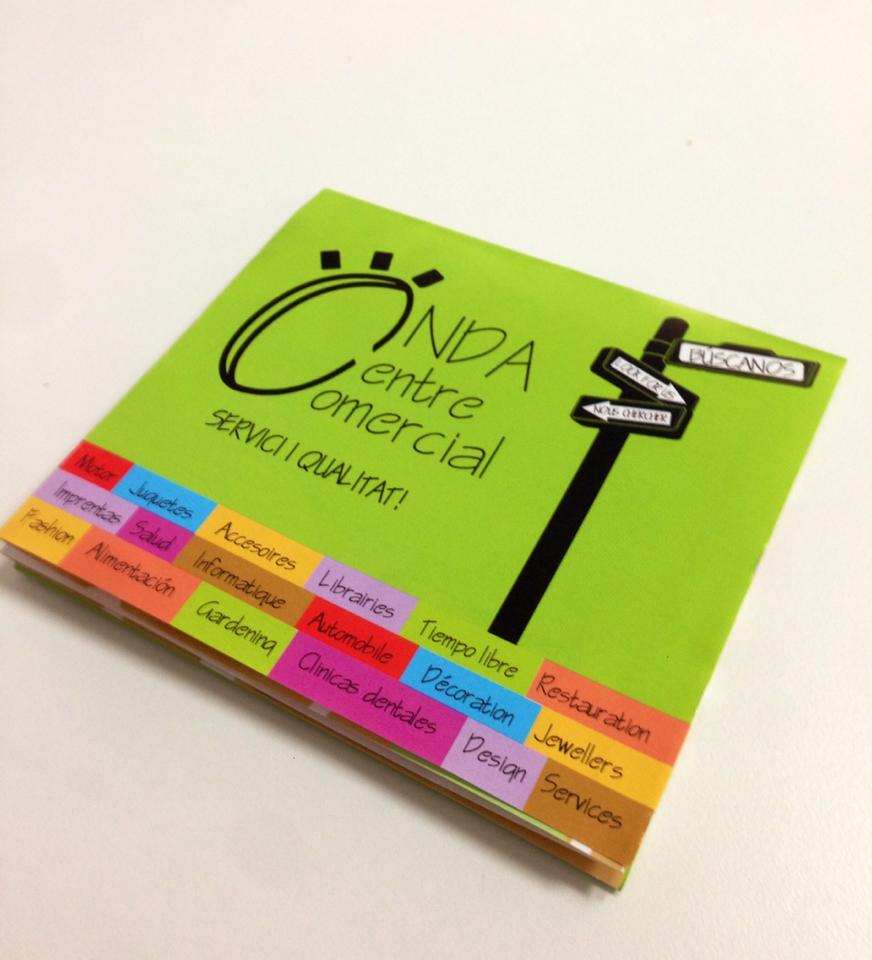 ÖNDA
Centre
Comercial
SERVICI I QUALITAT!
BÚSCANOS
LOOK FOR US
NOUS CHERCHER
Motor Juguetes Accesoires Librairies Tiempo libre Restauration
Imprentas Salud Informatique Automobile Décoration Jewellers
Fashion Alimentación Gardening Clínicas dentales Design Services